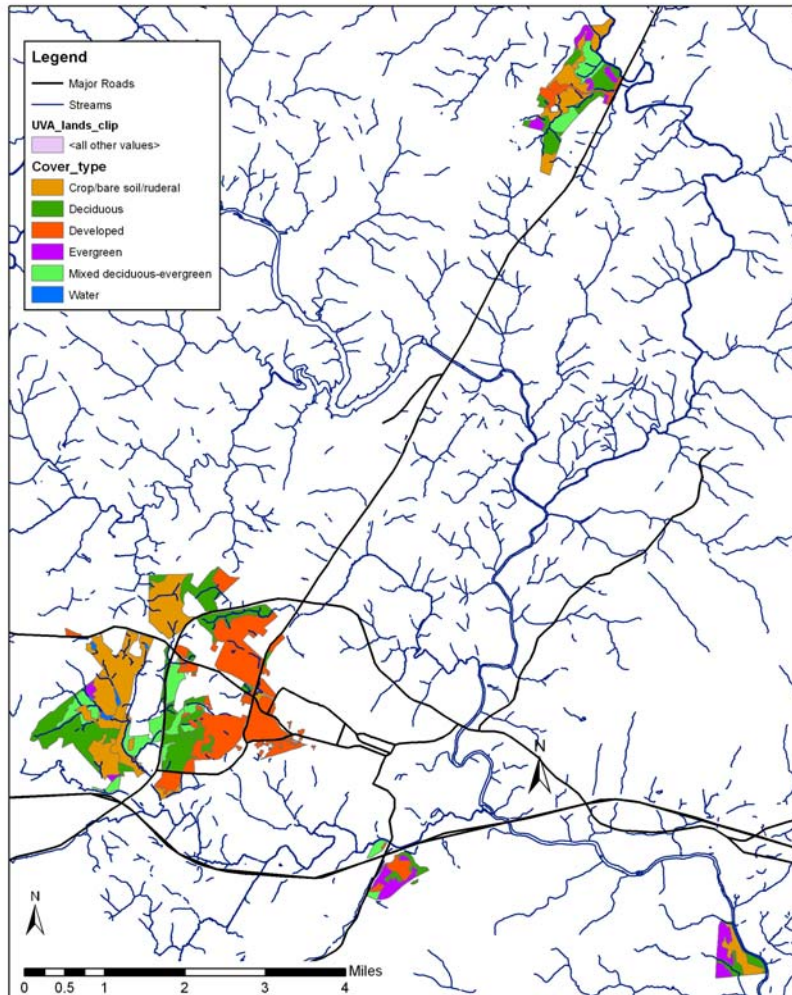 Legend
Major Roads
Streams
UVA_lands_clip
<all other values>
Cover_type
Crop/bare soil/ruderal
Deciduous
Developed
Evergreen
Mixed deciduous-evergreen
Water
N
N
0 0.5 1 2 3 4 Miles